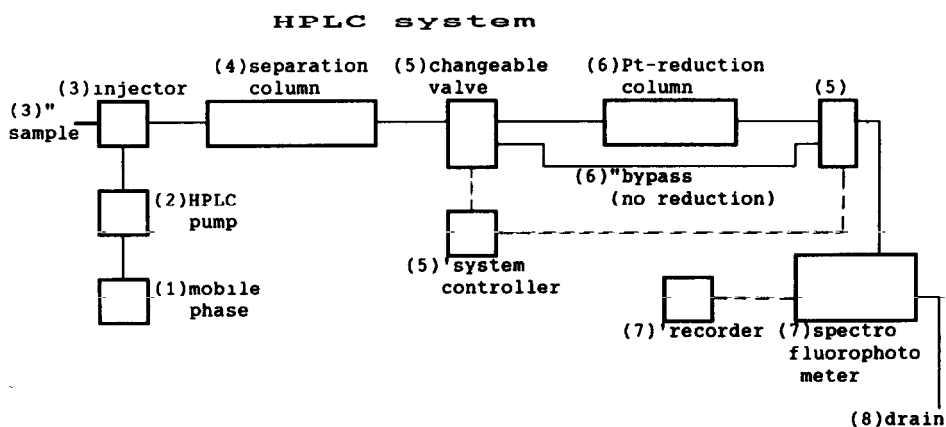 HPLC system
(4)separation
column
(5)changeable
valve
(6)Pt-reduction
column
(5)
(3)injector
(3)"
sample
(6)"bypass
(no reduction)
(2)HPLC
pump
(5)'system
controller
(1)mobile
phase
(7)'recorder
(7)spectro
fluorophoto
meter
(8)drain